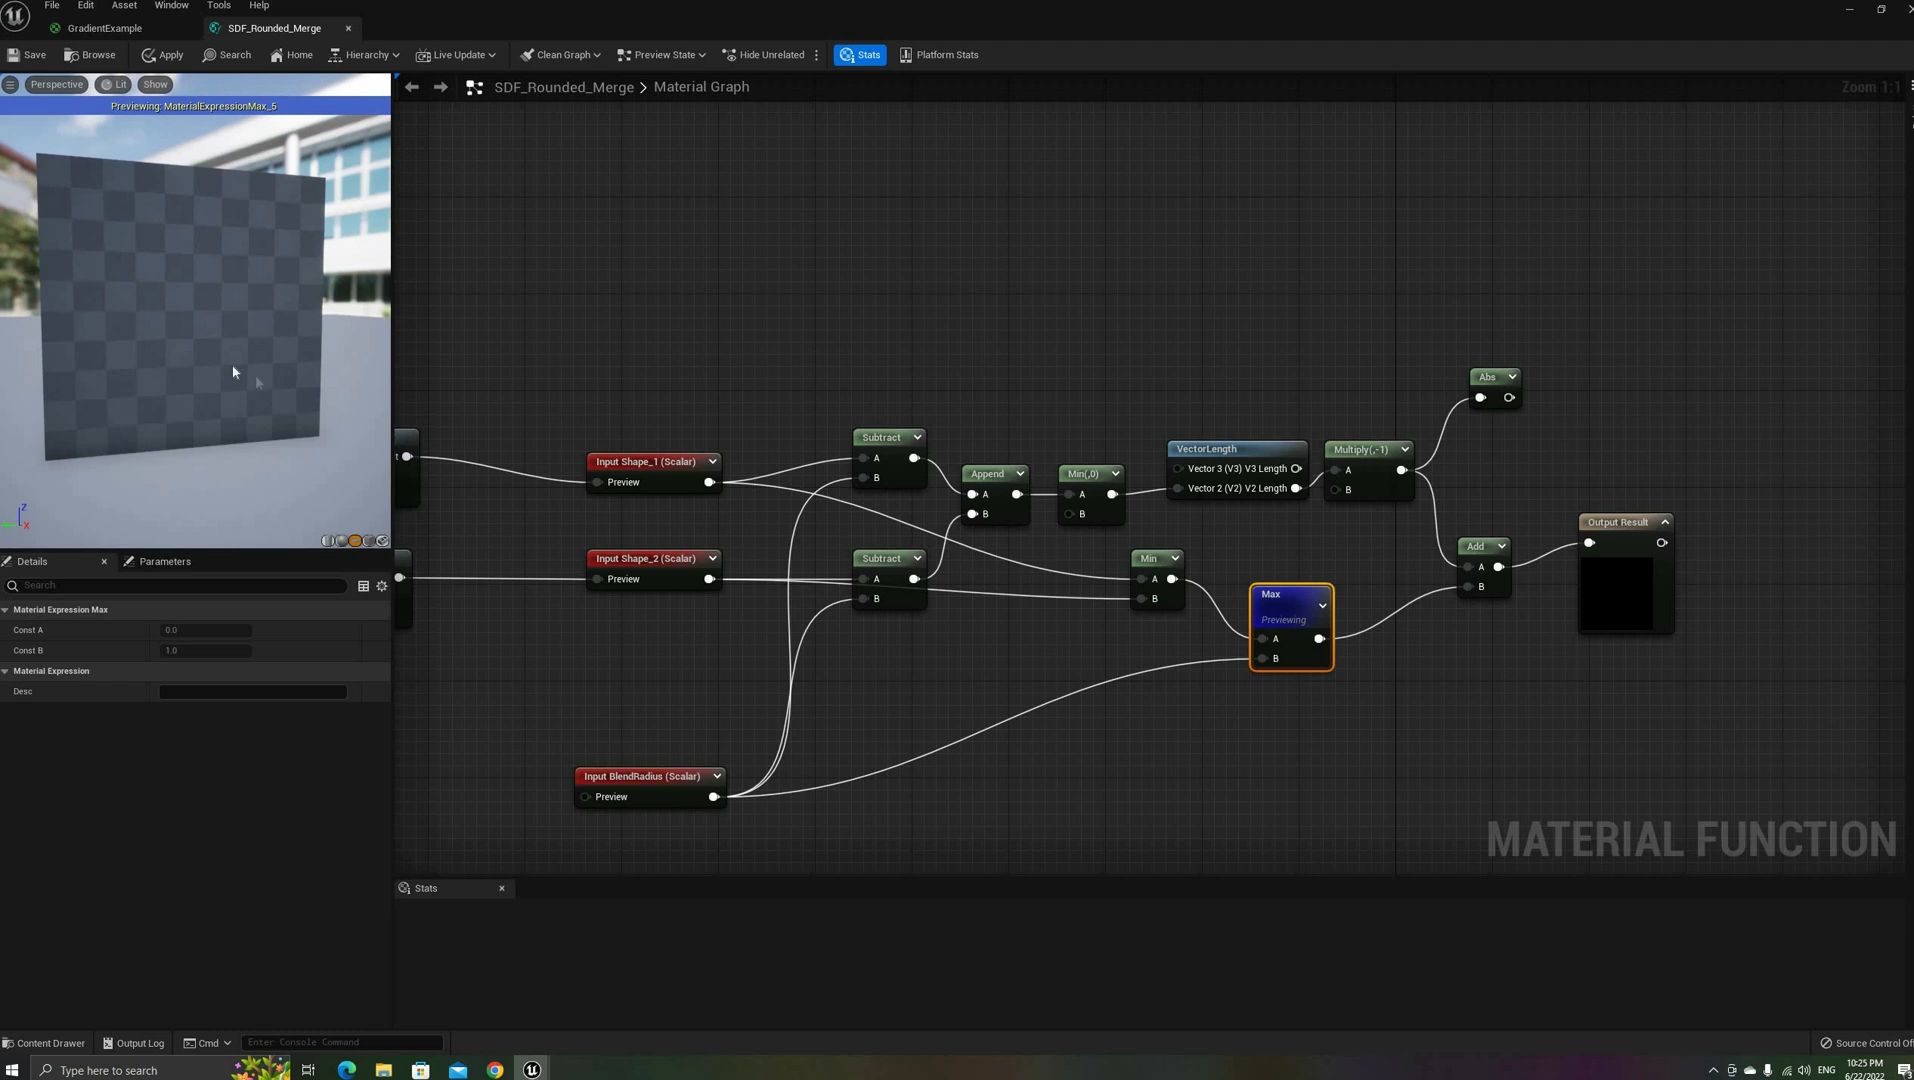 File Edit Asset Window Tools Help
GradientExample
SDF_Rounded_Merge
Save Browse Apply Search Home Hierarchy Live Update Clean Graph Preview State Hide Unrelated Stats Platform Stats
Perspective Lit Show
Previewing: MaterialExpressionMax_5
SDF_Rounded_Merge > Material Graph
Zoom 1:1
Abs
Subtract
A
B
Input Shape_1 (Scalar)
Preview
Append
A
B
Min(,0)
A
B
VectorLength
Vector 3 (V3) V3 Length
Vector 2 (V2) V2 Length
Multiply(,-1)
A
B
Output Result
Input Shape_2 (Scalar)
Preview
Subtract
A
B
Min
A
B
Add
A
B
Max
Previewing
A
B
Input BlendRadius (Scalar)
Preview
MATERIAL FUNCTION
Z
X
Details
Parameters
Search
Material Expression Max
Const A 0.0
Const B 1.0
Material Expression
Desc
Stats
Content Drawer Output Log Cmd Enter Console Command
Source Control Off
Type here to search
ENG
10:25 PM
6/22/2022